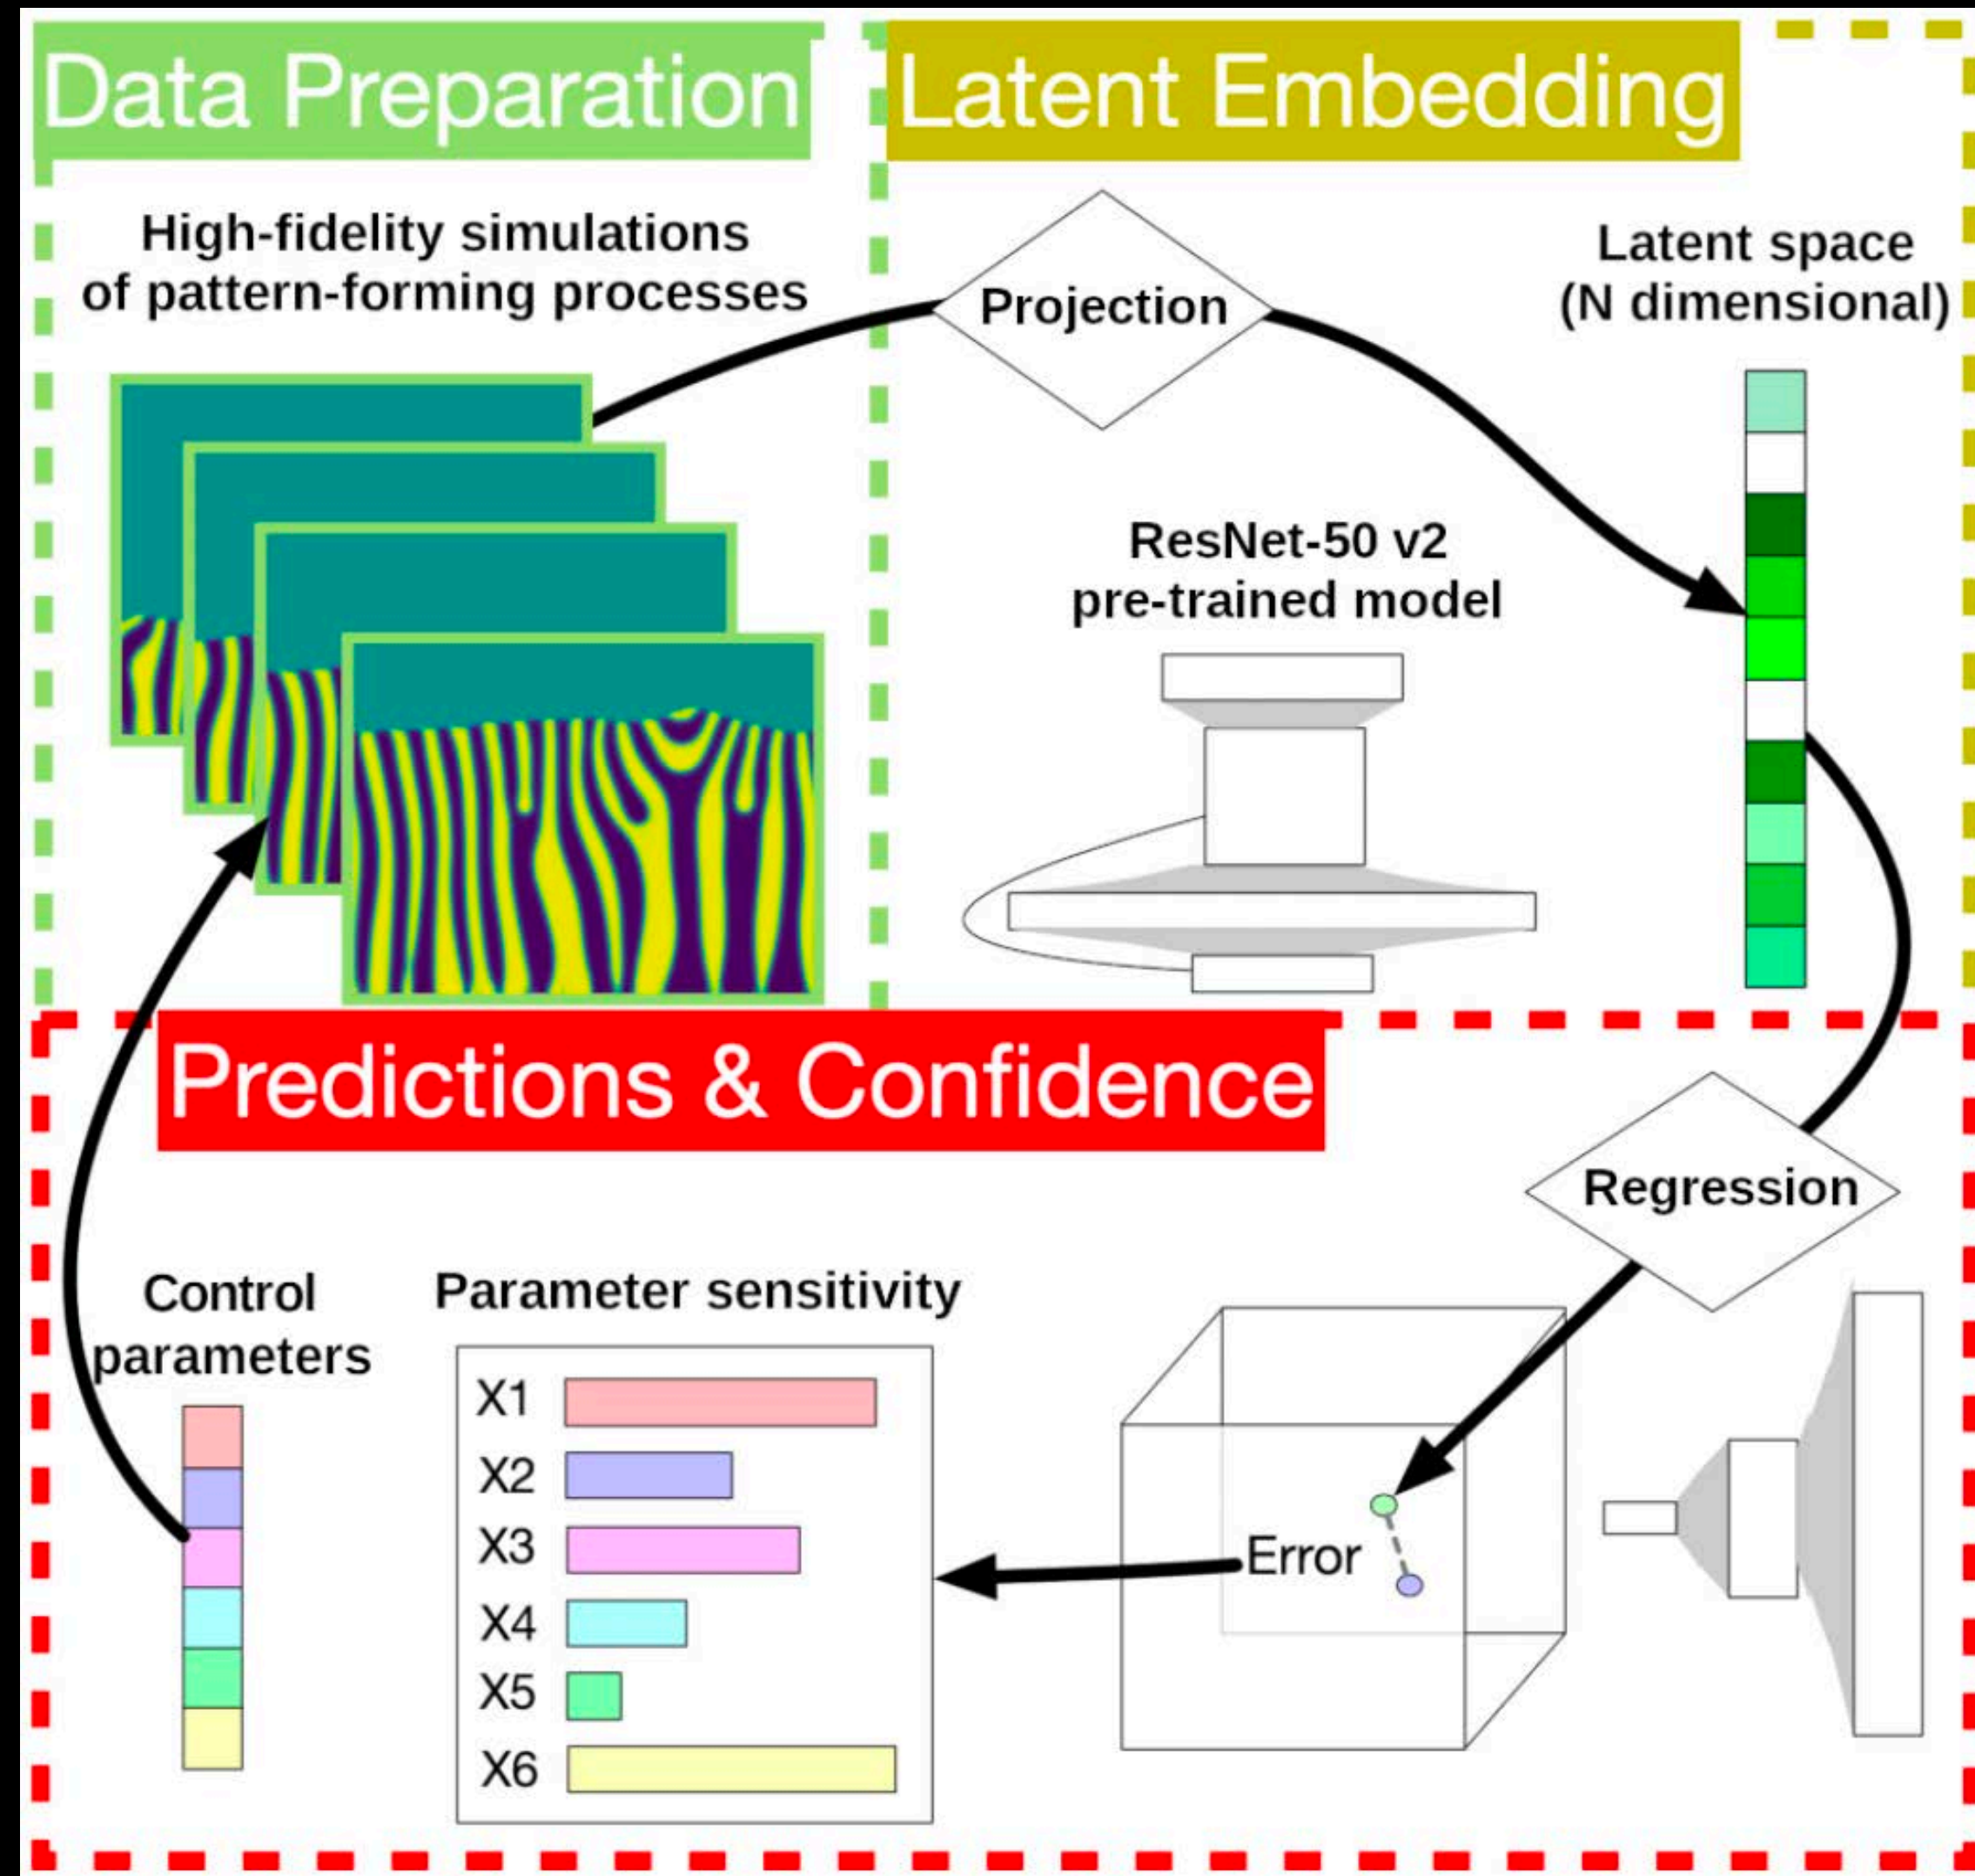 Data Preparation
Latent Embedding
High-fidelity simulations
of pattern-forming processes
Projection
Latent space
(N dimensional)
ResNet-50 v2
pre-trained model
Predictions & Confidence
Regression
Control
parameters
Parameter sensitivity
X1
X2
X3
X4
X5
X6
Error